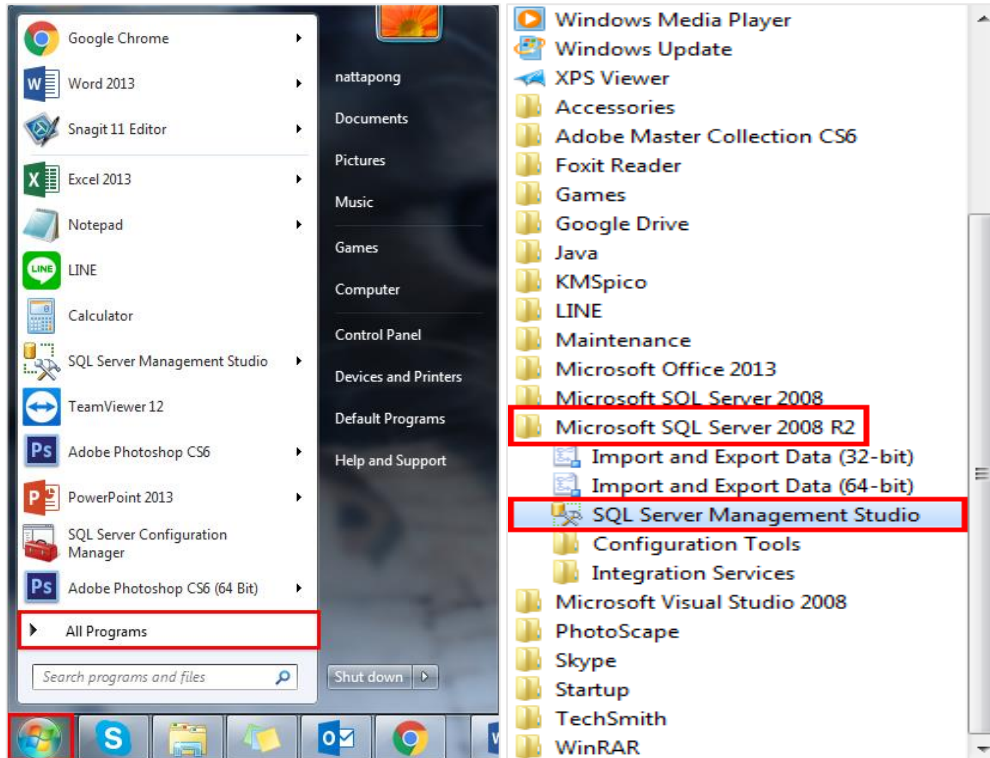 Google Chrome
Word 2013
Snagit 11 Editor
Excel 2013
Notepad
LINE
LINE
Calculator
SQL Server Management Studio
TeamViewer 12
Ps
Adobe Photoshop CS6
PowerPoint 2013
SQL Server Configuration
Manager
Ps
Adobe Photoshop CS6 (64 Bit)
All Programs
Search programs and files
nattapong
Documents
Pictures
Music
Games
Computer
Control Panel
Devices and Printers
Default Programs
Help and Support
Shut down
Windows Media Player
Windows Update
XPS Viewer
Accessories
Adobe Master Collection CS6
Foxit Reader
Games
Google Drive
Java
KMSpico
LINE
Maintenance
Microsoft Office 2013
Microsoft SQL Server 2008
Microsoft SQL Server 2008 R2
Import and Export Data (32-bit)
Import and Export Data (64-bit)
SQL Server Management Studio
Configuration Tools
Integration Services
Microsoft Visual Studio 2008
PhotoScape
Skype
Startup
TechSmith
WinRAR